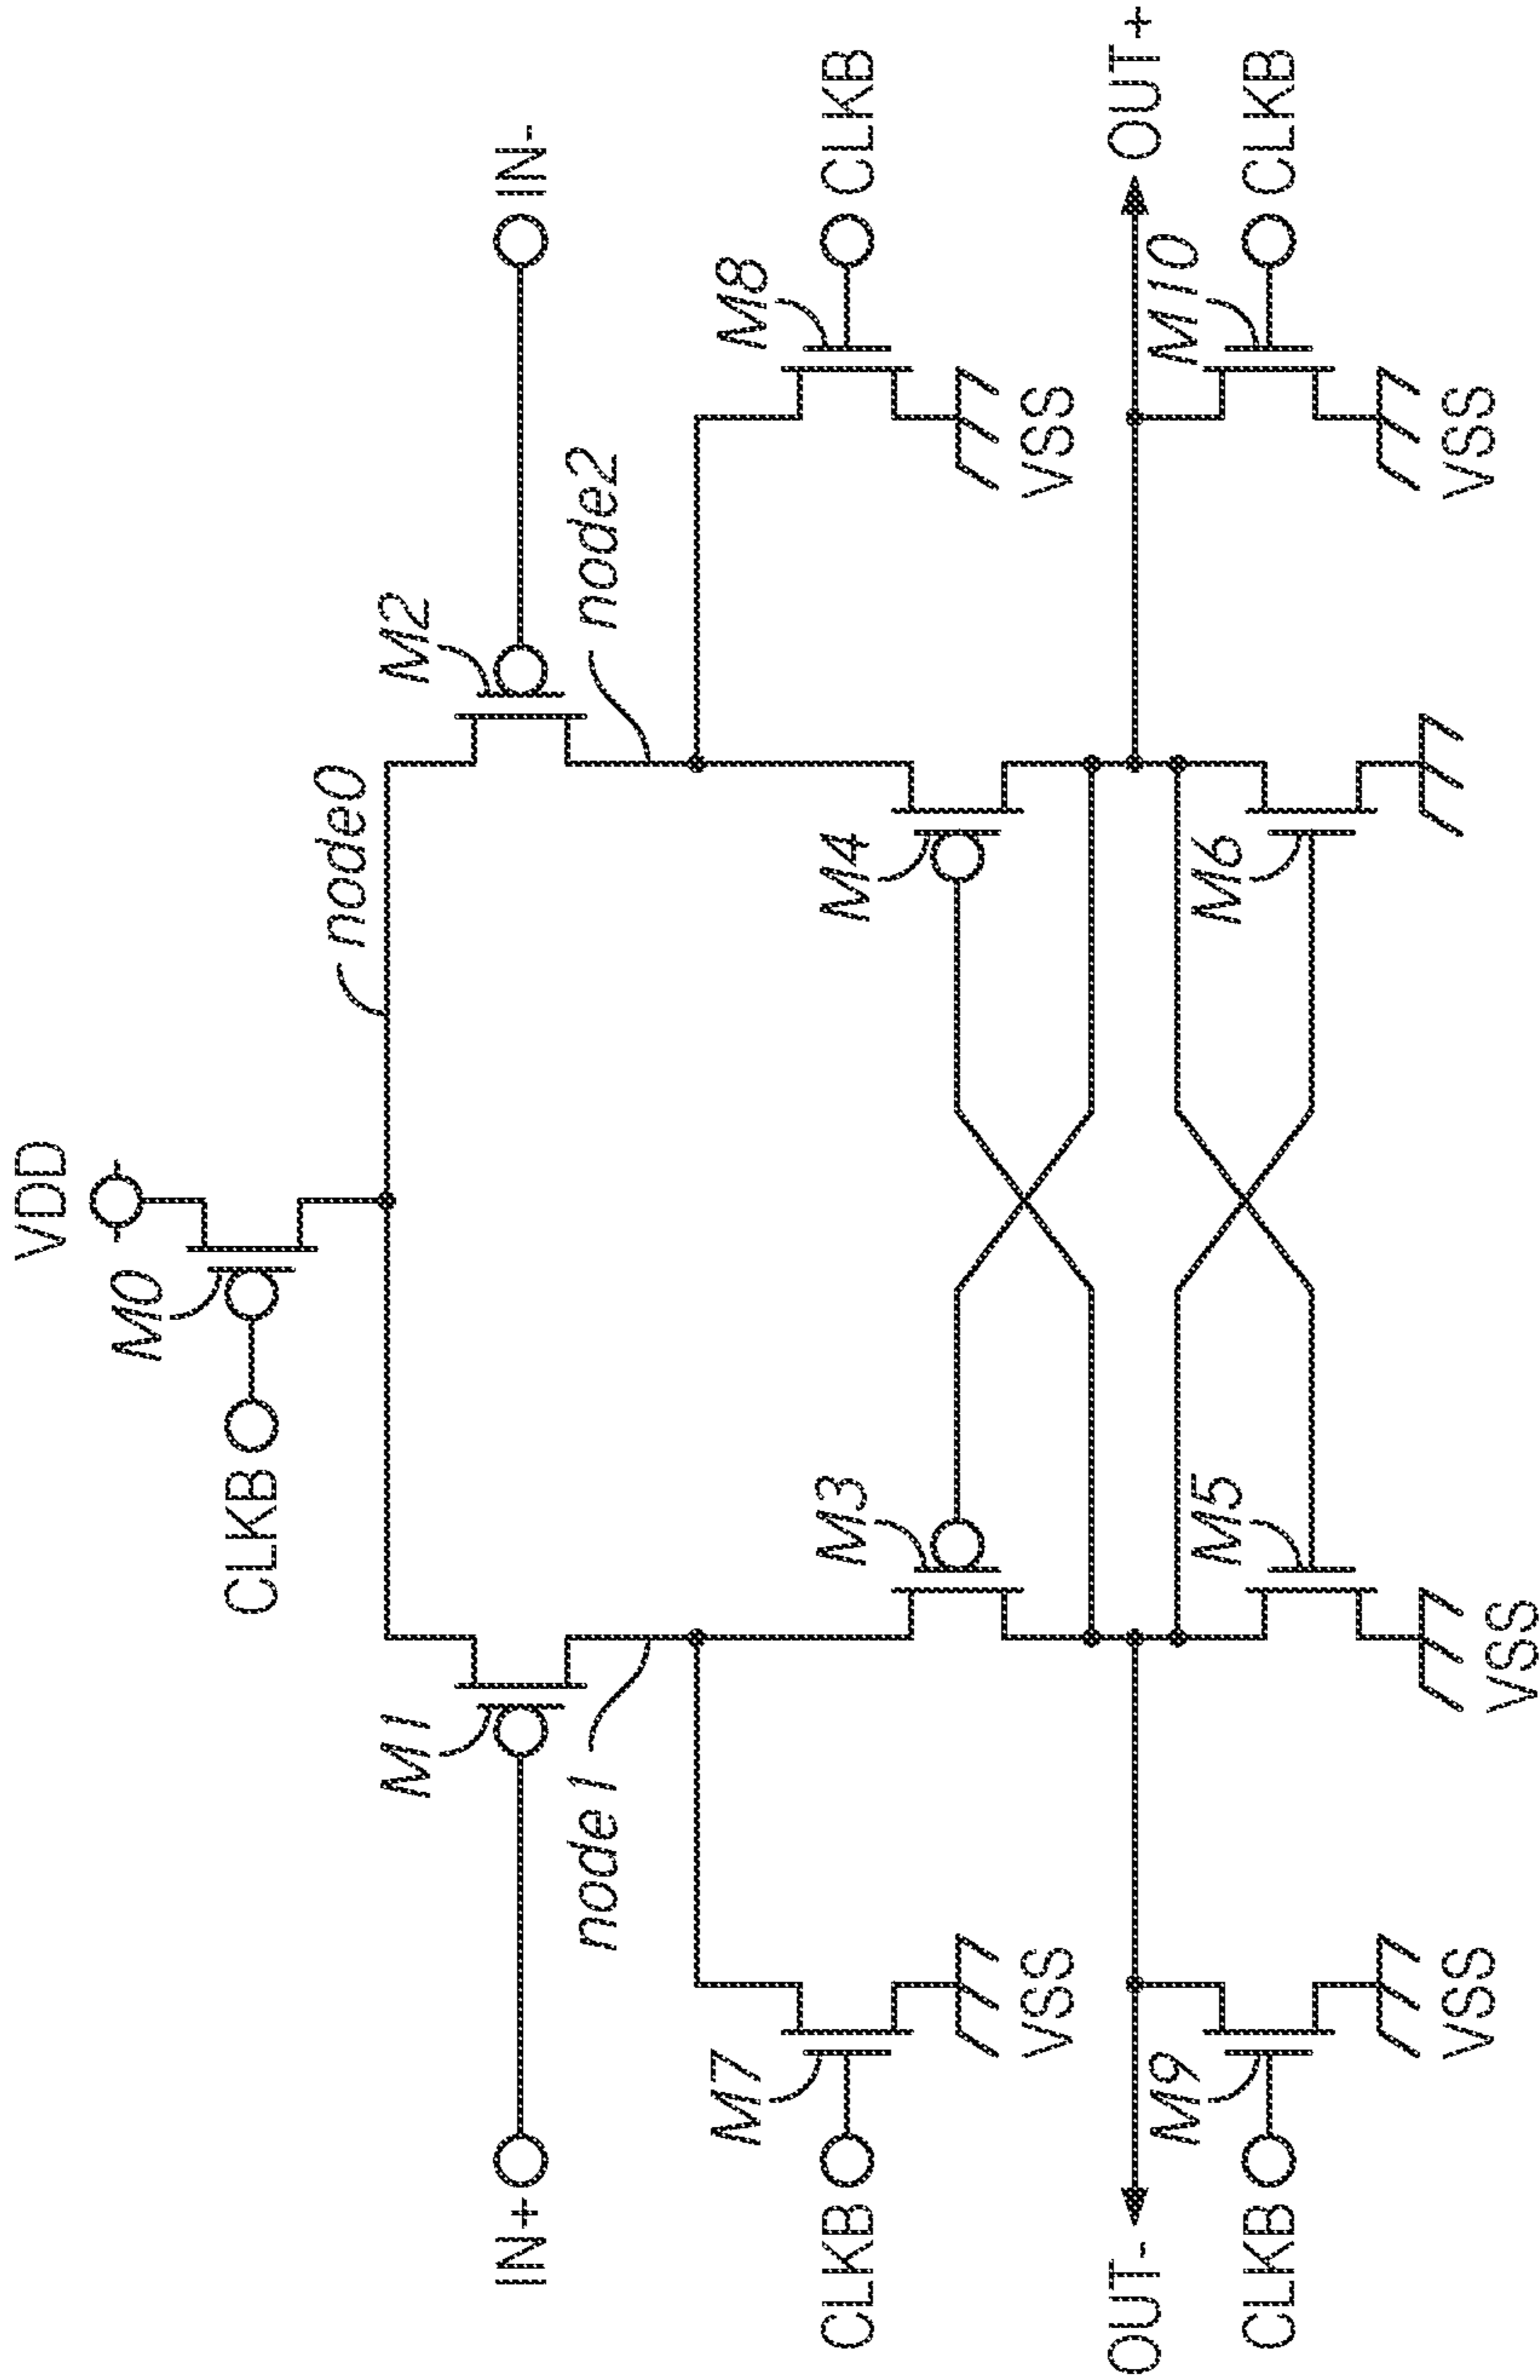 VDD
M0
CLKB
node0
M1
M2
IN+
IN-
node1
node2
M7
M3
M4
M8
CLKB
CLKB
VSS
VSS
OUT-
OUT+
M9
M5
M6
M10
CLKB
CLKB
VSS
VSS
VSS